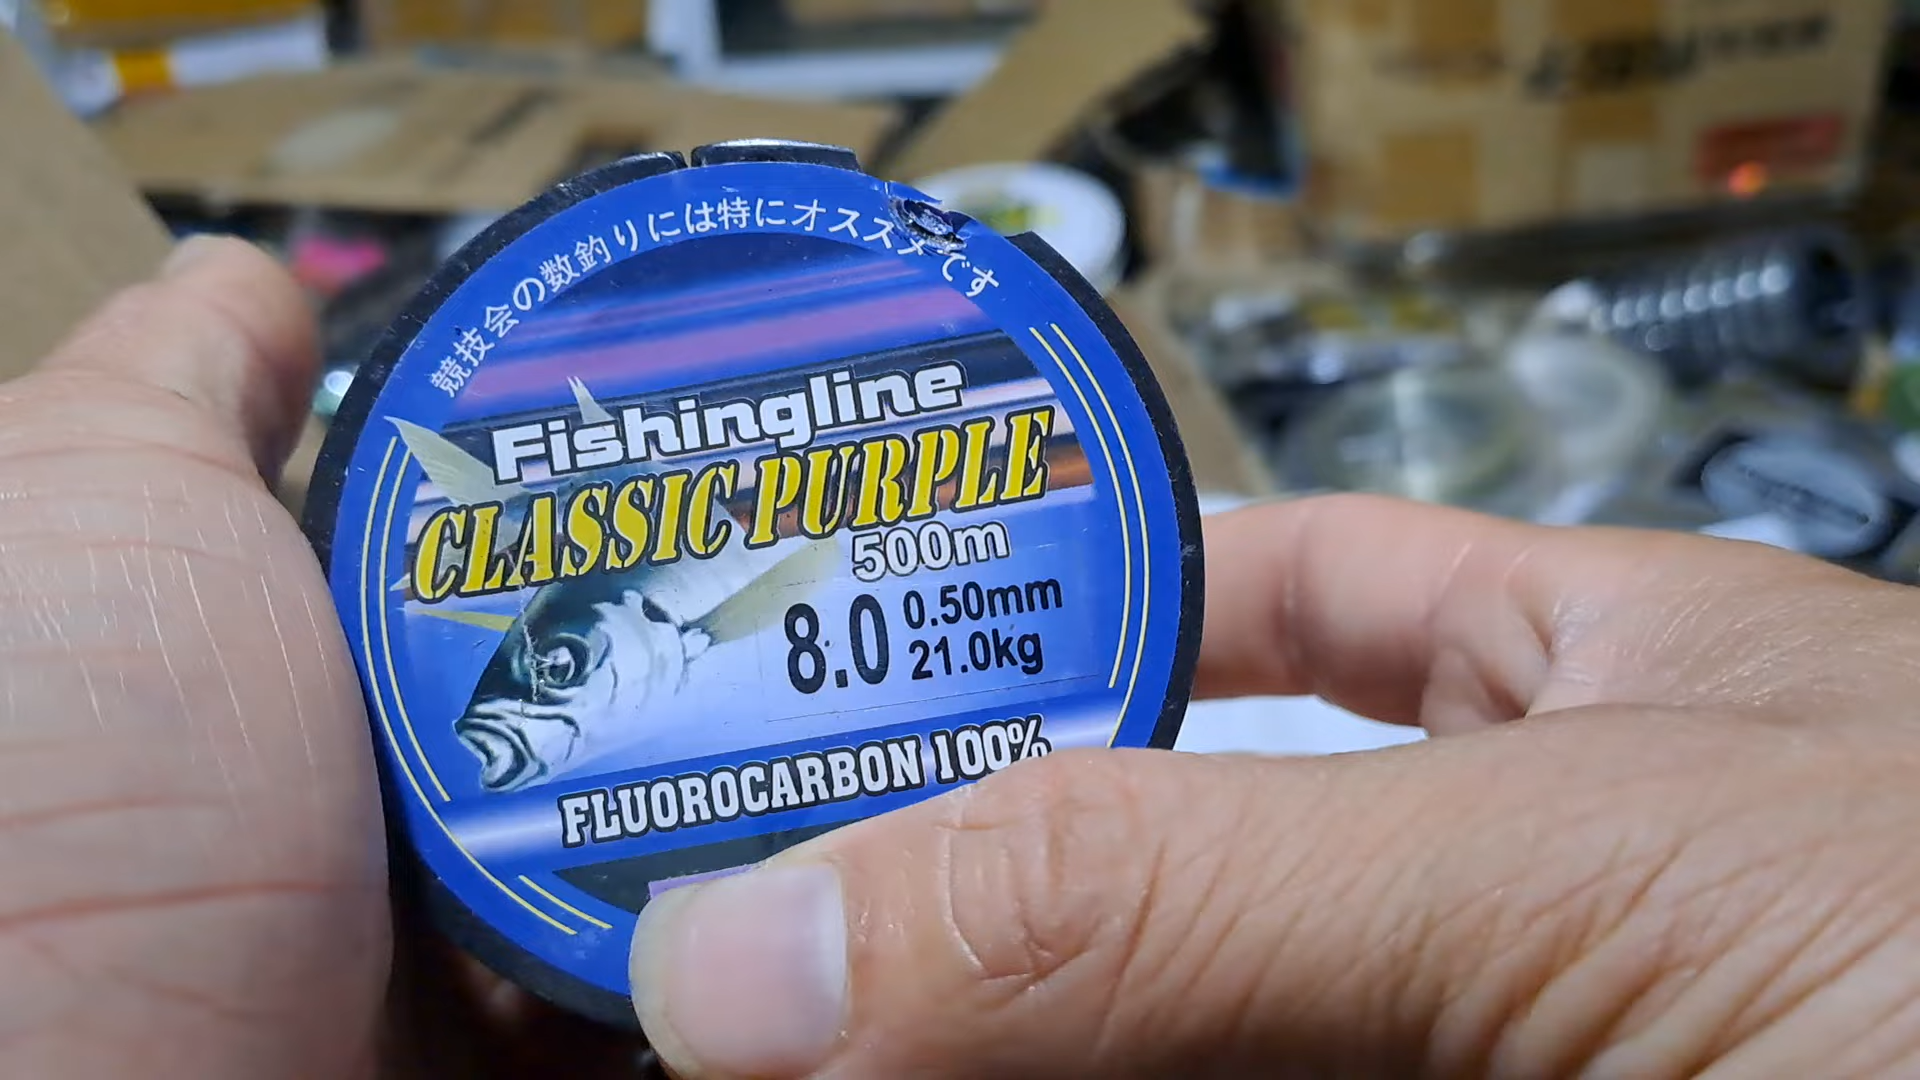 競技会の数釣りには特にオススメです
Fishingline
CLASSIC PURPLE
500m
8.0 0.50mm
21.0kg
FLUOROCARBON 100%